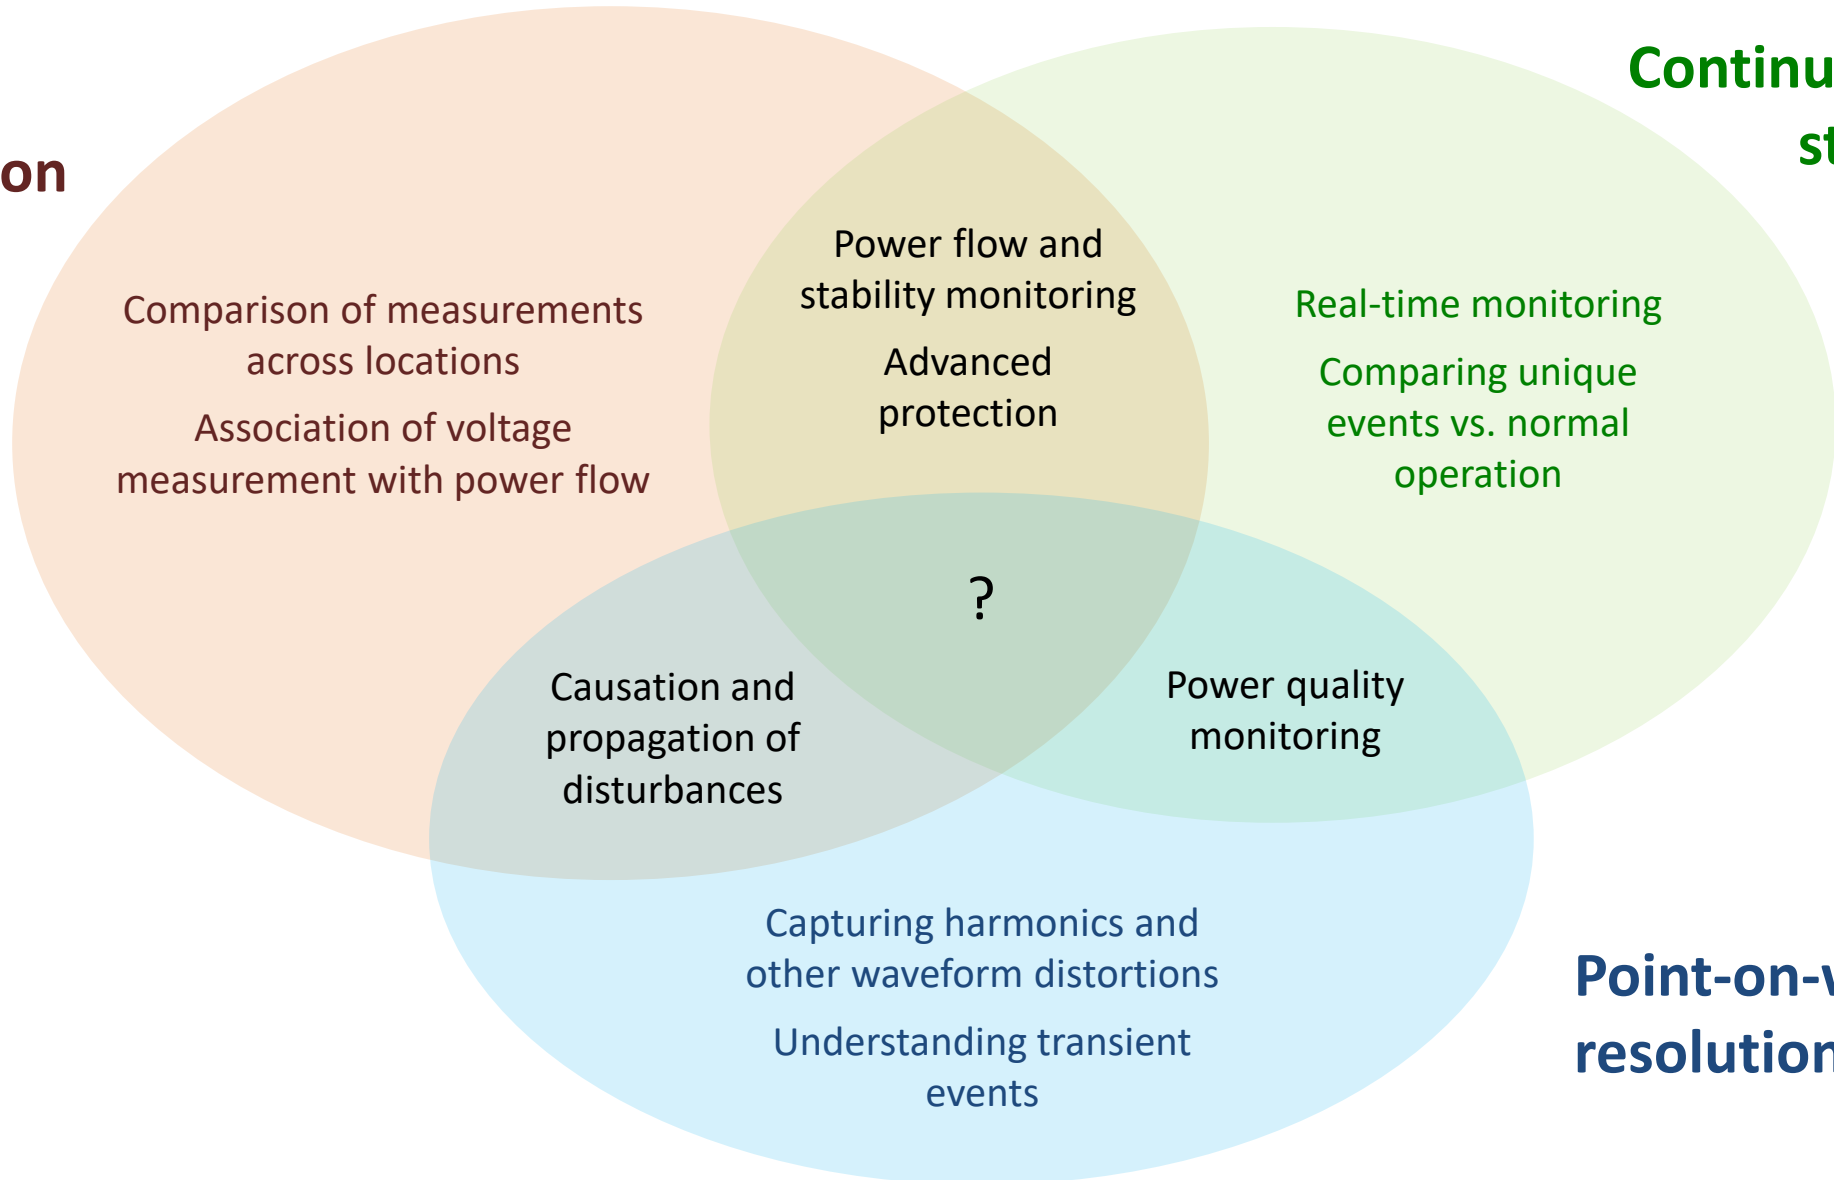 Continu
st
on
Power flow and
stability monitoring
Advanced
protection
Comparison of measurements
across locations
Association of voltage
measurement with power flow
Real-time monitoring
Comparing unique
events vs. normal
operation
?
Causation and
propagation of
disturbances
Power quality
monitoring
Capturing harmonics and
other waveform distortions
Understanding transient
events
Point-on-w
resolution